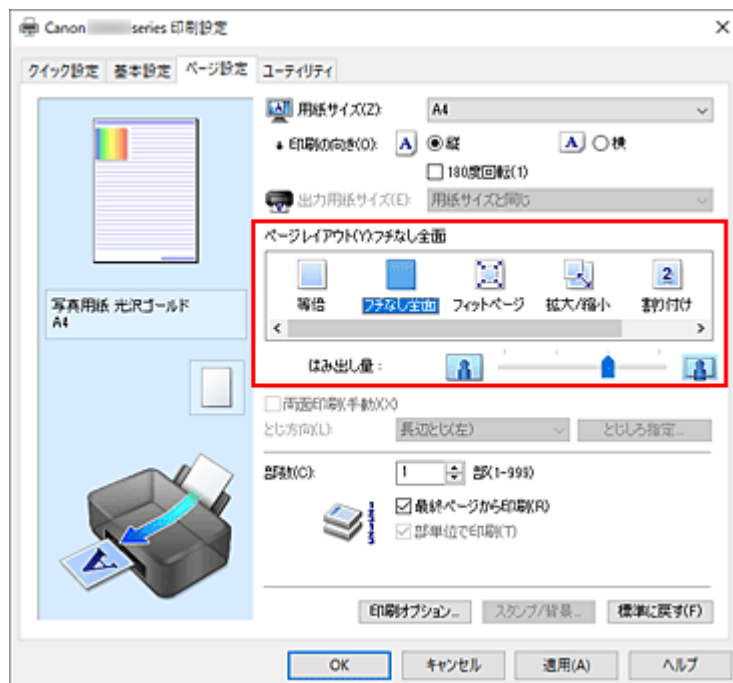 Canon series 印刷設定
クイック設定 基本設定 ページ設定 ユーティリティ
用紙サイズ(Z): A4
印刷の向き(O): A 縦 A 横
180度回転(1)
出力用紙サイズ(E): 用紙サイズと同じ
ページレイアウト(Y):フチなし全面
等倍 フチなし全面 フィットページ 拡大/縮小 割り付け
はみ出し量:
写真用紙 光沢ゴールド
A4
両面印刷(手動)(X)
とじ方向(L): 長辺とじ(左) とじしろ指定...
部数(C): 1 部(1-999)
最終ページから印刷(R)
部単位で印刷(T)
印刷オプション... スタンプ/背景... 標準に戻す(F)
OK キャンセル 適用(A) ヘルプ